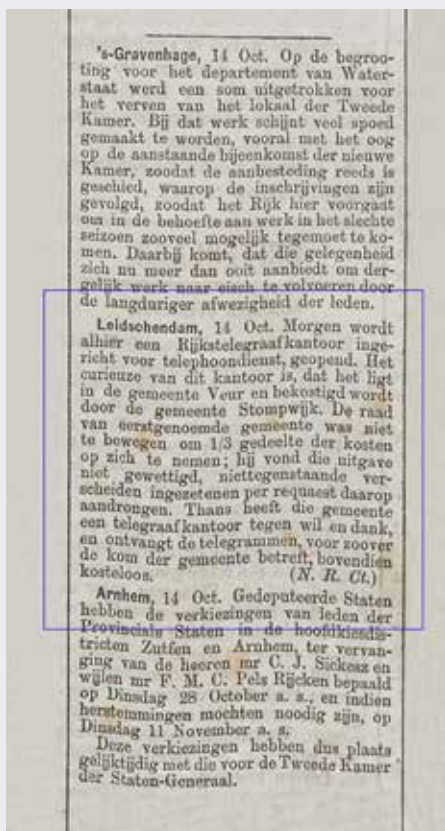 's-Gravenhage, 14 Oct. Op de begroo-
ting voor het departement van Water-
staat werd een som uitgetrokken voor
het verven van het lokaal der Tweede
Kamer. Bij dat werk schijnt veel spoed
gemaakt te worden, vooral met het oog
op de aanstaande bijeenkomst der nieuwe
Kamer, zoodat de aanbesteding reeds is
geschied, waarop de inschrijvingen zijn
gevolgd, zoodat het Rijk hier voorgaat
om in de behoefte aan werk in het slechte
seizoen zooveel mogelijk tegemoet te ko-
men. Daarbij komt, dat die gelegenheid
zich nu meer dan ooit aanbiedt om der-
gelijk werk naar eisch te volvoeren door
de langduriger afwezigheid der leden.
Leidschendam, 14 Oct. Morgen wordt
alhier een Rijkstelegraafkantoor inge-
richt voor telephoondienst, geopend. Het
curieuze van dit kantoor is, dat het ligt
in de gemeente Veur en bekostigd wordt
door de gemeente Stompwijk. De raad
van eerstgenoemde gemeente was niet
te bewegen om 1/3 gedeelte der kosten
op zich te nemen; hij vond die uitgave
niet gewettigd, niettegenstaande ver-
scheiden ingezetenen per request daarop
aandrongen. Thans heeft die gemeente
een telegraafkantoor tegen wil en dank,
en ontvangt de telegrammen, voor zoover
de kom der gemeente betreft, bovendien
kosteloos. (N. R. Ct.)
Arnhem, 14 Oct. Gedeputeerde Staten
hebben de verkiezingen van leden der
Provinciale Staten in de hoofdkiesdis-
tricten Zutfen en Arnhem, ter vervan-
ging van de heeren mr C. J. Sickesz en
wijlen mr F. M. C. Pels Rijcken bepaald
op Dinsdag 28 October a. s., en indien
herstemmingen mochten noodig zijn, op
Dinsdag 11 November a. s.
Deze verkiezingen hebben dus plaats
gelijktijdig met die voor de Tweede Kamer
der Staten-Generaal.